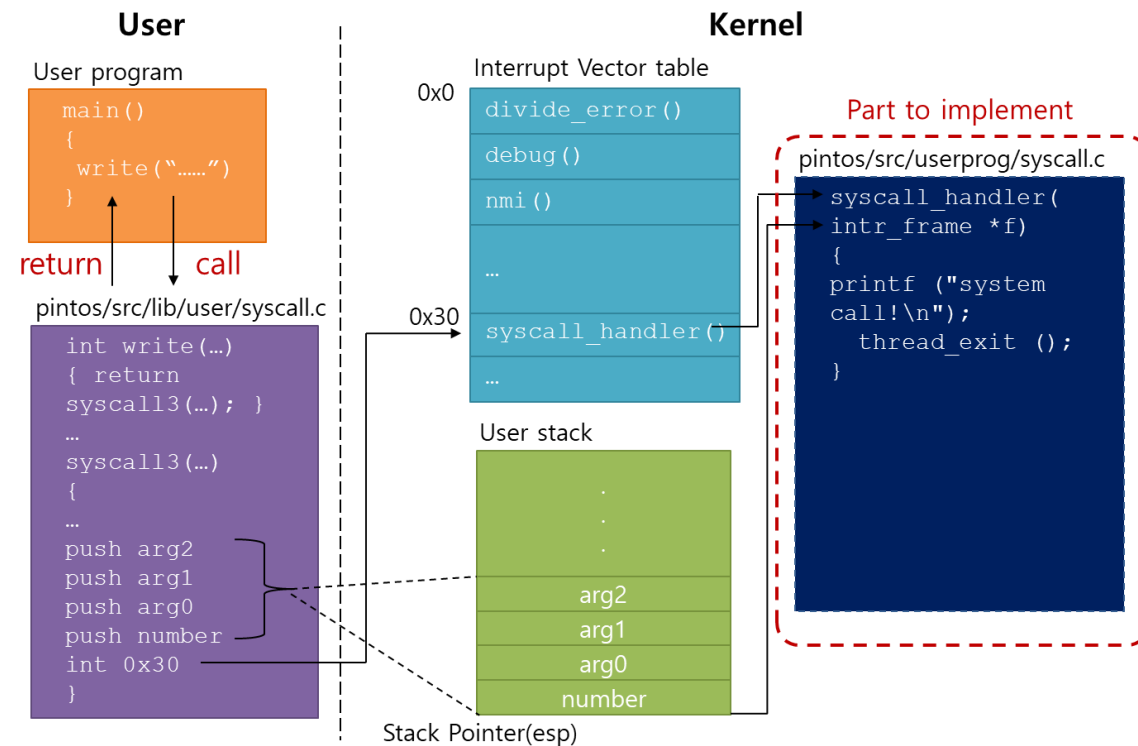 User
Kernel
User program
main()
{
write(“……”)
}
return
call
pintos/src/lib/user/syscall.c
int write(…)
{ return
syscall3(…); }
…
syscall3(…)
{
…
push arg2
push arg1
push arg0
push number
int 0x30
}
Interrupt Vector table
0x0
divide_error()
debug()
nmi()
…
0x30
syscall_handler()
…
User stack
.
.
.
arg2
arg1
arg0
number
Stack Pointer(esp)
Part to implement
pintos/src/userprog/syscall.c
syscall_handler(
intr_frame *f)
{
printf ("system
call!\n");
thread_exit ();
}